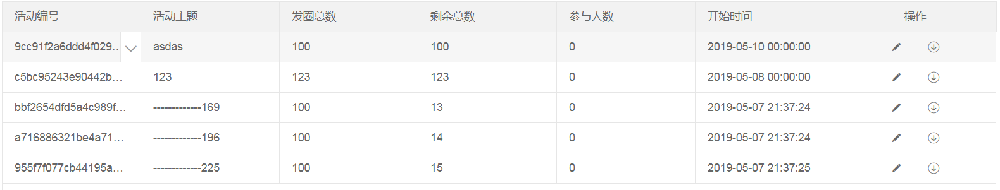 活动编号 活动主题 发圈总数 剩余总数 参与人数 开始时间 操作
9cc91f2a6ddd4f029... asdas 100 100 0 2019-05-10 00:00:00
c5bc95243e90442b... 123 123 123 0 2019-05-08 00:00:00
bbf2654dfd5a4c989f... -------------169 100 13 0 2019-05-07 21:37:24
a716886321be4a71... -------------196 100 14 0 2019-05-07 21:37:24
955f7f077cb44195a... -------------225 100 15 0 2019-05-07 21:37:25